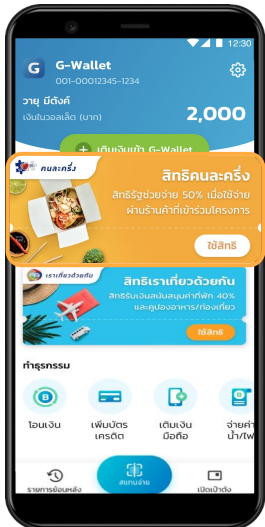 12:30
G
G-Wallet
001-00012345-1234
วายุ มีตังค์
เงินในวอลเล็ต (บาท)
2,000
+ เติมเงินเข้า G-Wallet
คนละครึ่ง
สิทธิคนละครึ่ง
สิทธิรัฐช่วยจ่าย 50% เมื่อใช้จ่าย
ผ่านร้านค้าที่เข้าร่วมโครงการ
ใช้สิทธิ
เราเที่ยวด้วยกัน
สิทธิเราเที่ยวด้วยกัน
สิทธิรับเงินสนับสนุนค่าที่พัก 40%
และคูปองอาหาร/ท่องเที่ยว
ใช้สิทธิ
ทำธุรกรรม
โอนเงิน
เพิ่มบัตร
เครดิต
เติมเงิน
มือถือ
จ่ายค่า
น้ำ/ไฟ
รายการย้อนหลัง
สแกนจ่าย
เปิดเป๋าตัง